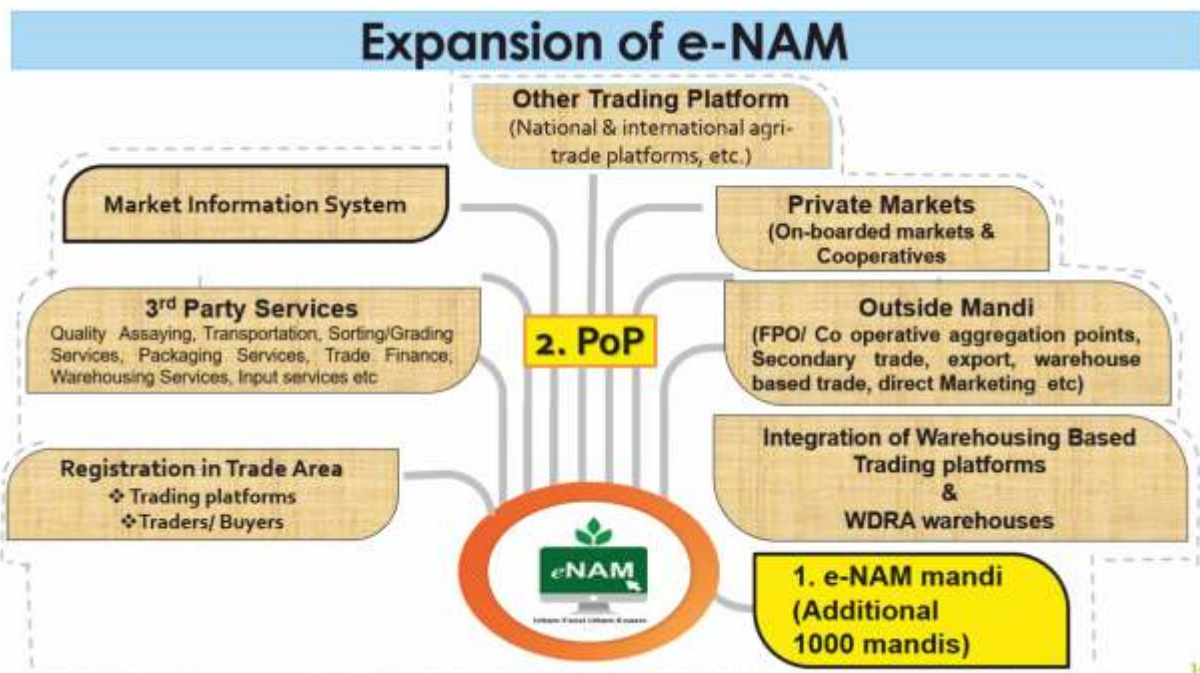 Expansion of e-NAM
Other Trading Platform
(National & international agri-
trade platforms, etc.)
Market Information System
Private Markets
(On-boarded markets &
Cooperatives
3rd Party Services
Quality Assaying, Transportation, Sorting/Grading
Services, Packaging Services, Trade Finance,
Warehousing Services, Input services etc
2. PoP
Outside Mandi
(FPO/ Co operative aggregation points,
Secondary trade, export, warehouse
based trade, direct Marketing etc)
Registration in Trade Area
❖ Trading platforms
❖Traders/ Buyers
Integration of Warehousing Based
Trading platforms
&
WDRA warehouses
eNAM
1. e-NAM mandi
(Additional
1000 mandis)